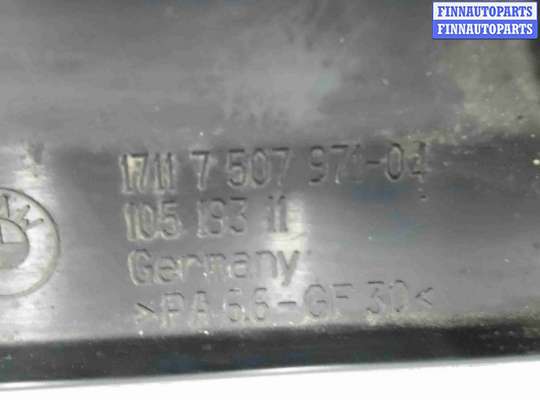 FINNAUTOPARTS
FINNAUTOPARTS
1711 7 507 971-04
105 193 11
Germany
>PA 6.6-GF 30<